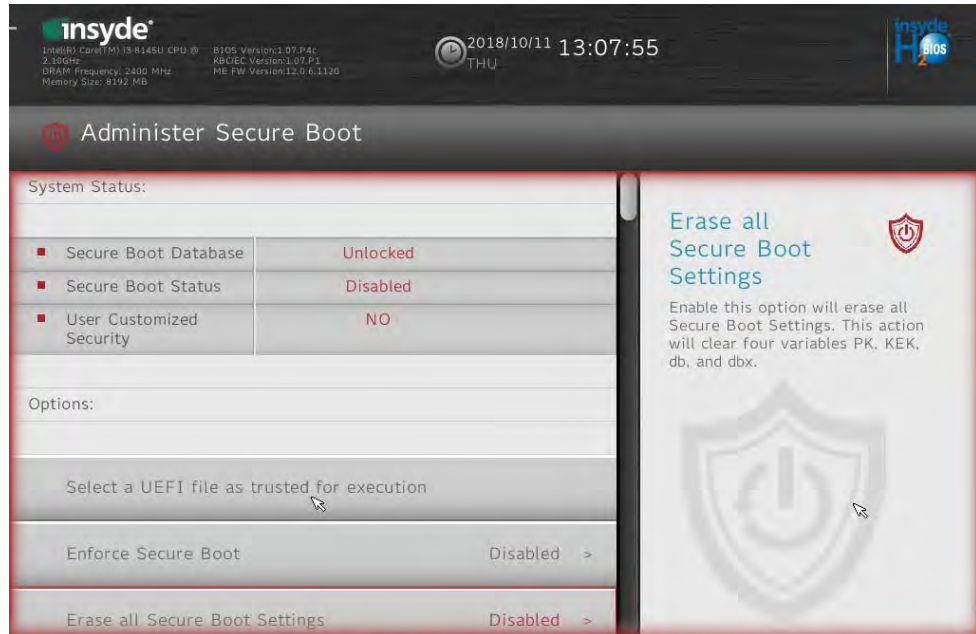 insyde
Intel(R) Core(TM) i3-8145U CPU @
2.10GHz
DRAM Frequency: 2400 MHz
Memory Size: 8192 MB
BIOS Version:1.07.P4c
KBC/EC Version:1.07.P1
ME FW Version:12.0.6.1120
2018/10/11 13:07:55
THU
insyde
H2O
BIOS
Administer Secure Boot
System Status:
Secure Boot Database Unlocked
Secure Boot Status Disabled
User Customized
Security NO
Options:
Select a UEFI file as trusted for execution
Enforce Secure Boot Disabled >
Erase all Secure Boot Settings Disabled >
Erase all
Secure Boot
Settings
Enable this option will erase all
Secure Boot Settings. This action
will clear four variables PK, KEK,
db, and dbx.